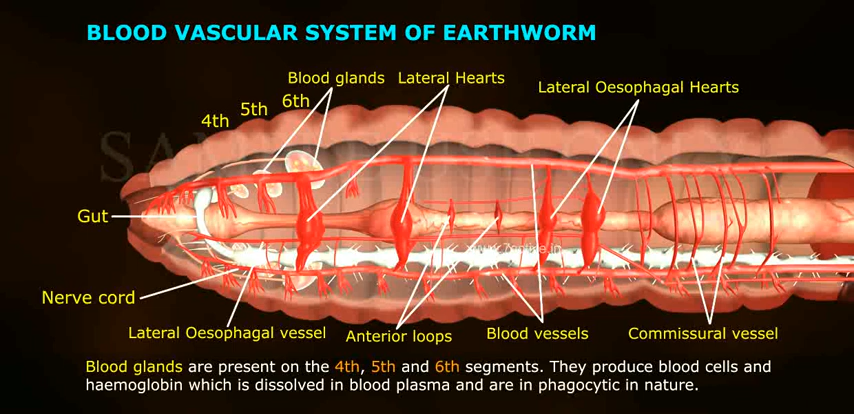 BLOOD VASCULAR SYSTEM OF EARTHWORM
Blood glands
Lateral Hearts
Lateral Oesophagal Hearts
4th
5th
6th
Gut
Nerve cord
Lateral Oesophagal vessel
Anterior loops
Blood vessels
Commissural vessel
Blood glands are present on the 4th, 5th and 6th segments. They produce blood cells and
haemoglobin which is dissolved in blood plasma and are in phagocytic in nature.